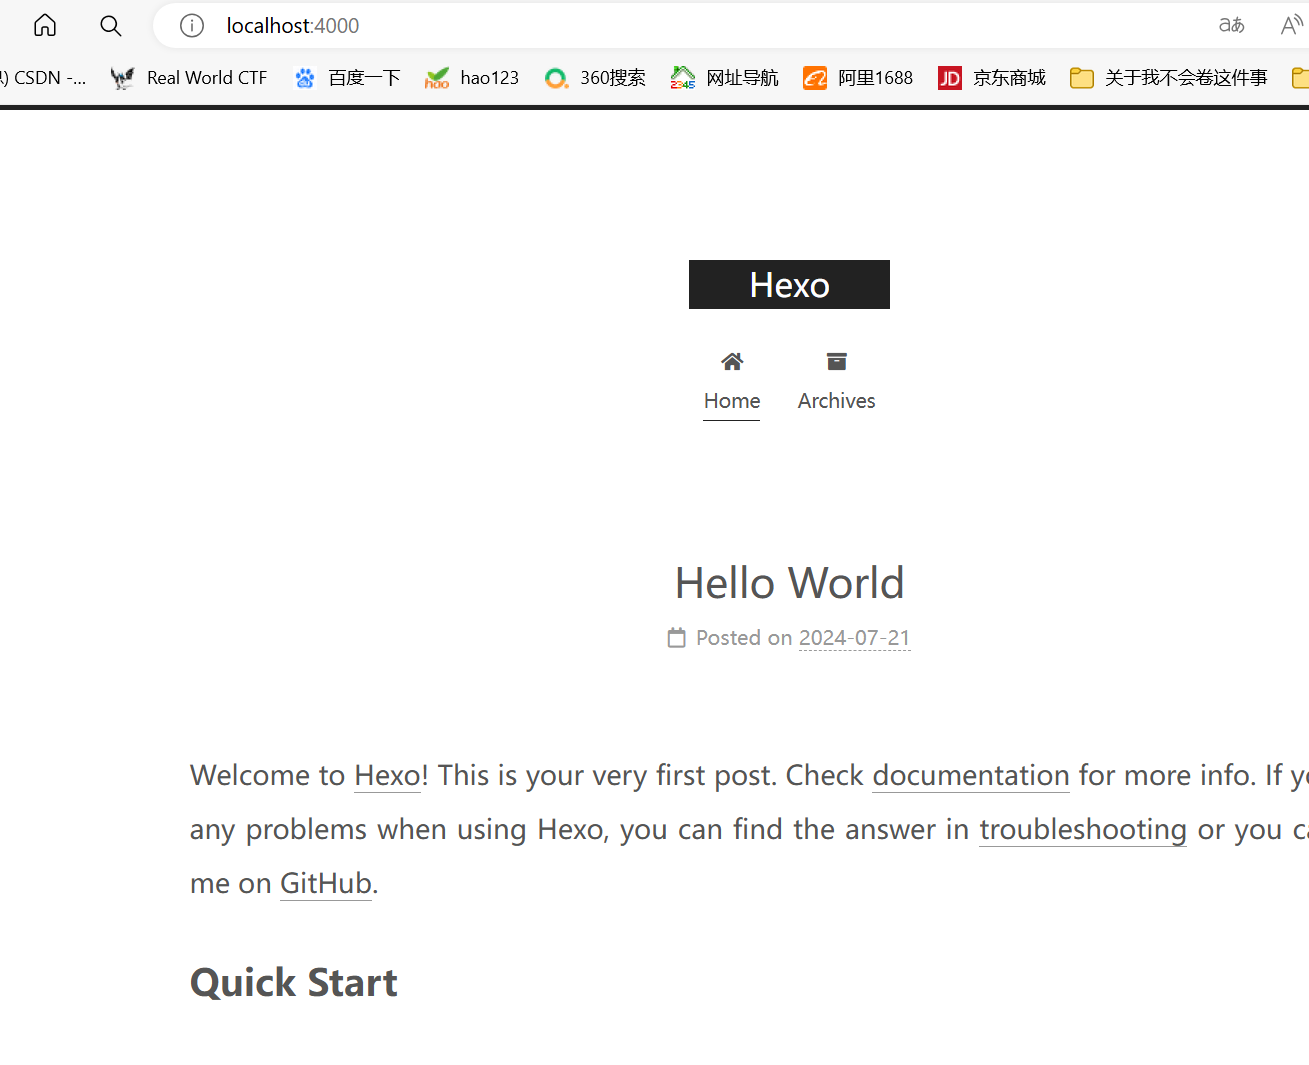 localhost:4000
aあ
A
) CSDN -... Real World CTF 百度一下 hao123 360搜索 网址导航 阿里1688 JD 京东商城 关于我不会卷这件事
Hexo
Home Archives
Hello World
Posted on 2024-07-21
Welcome to Hexo! This is your very first post. Check documentation for more info. If
any problems when using Hexo, you can find the answer in troubleshooting or you
me on GitHub.
Quick Start